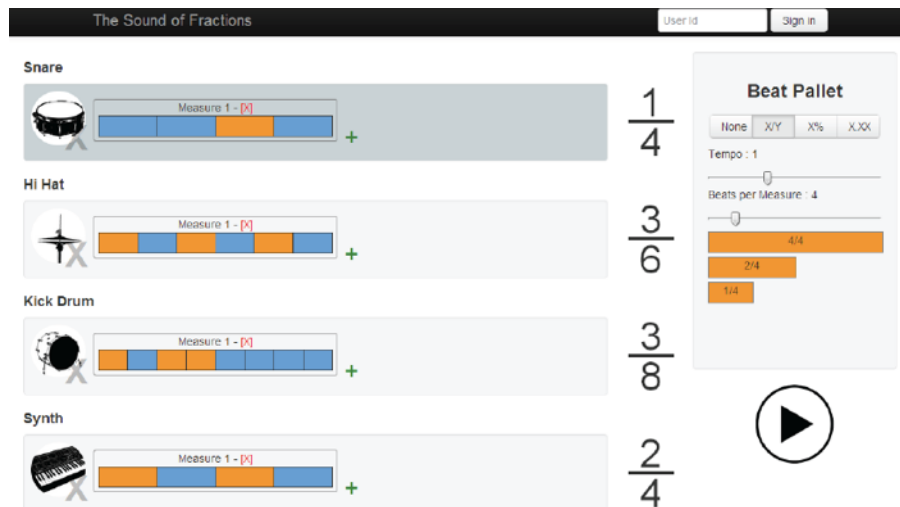 The Sound of Fractions
User Id
Sign in
Snare
Measure 1 - [X]
X
+
1
4
Hi Hat
Measure 1 - [X]
X
+
3
6
Kick Drum
Measure 1 - [X]
X
+
3
8
Synth
Measure 1 - [X]
X
+
2
4
Beat Pallet
None X/Y X% X.XX
Tempo : 1
Beats per Measure : 4
4/4
2/4
1/4